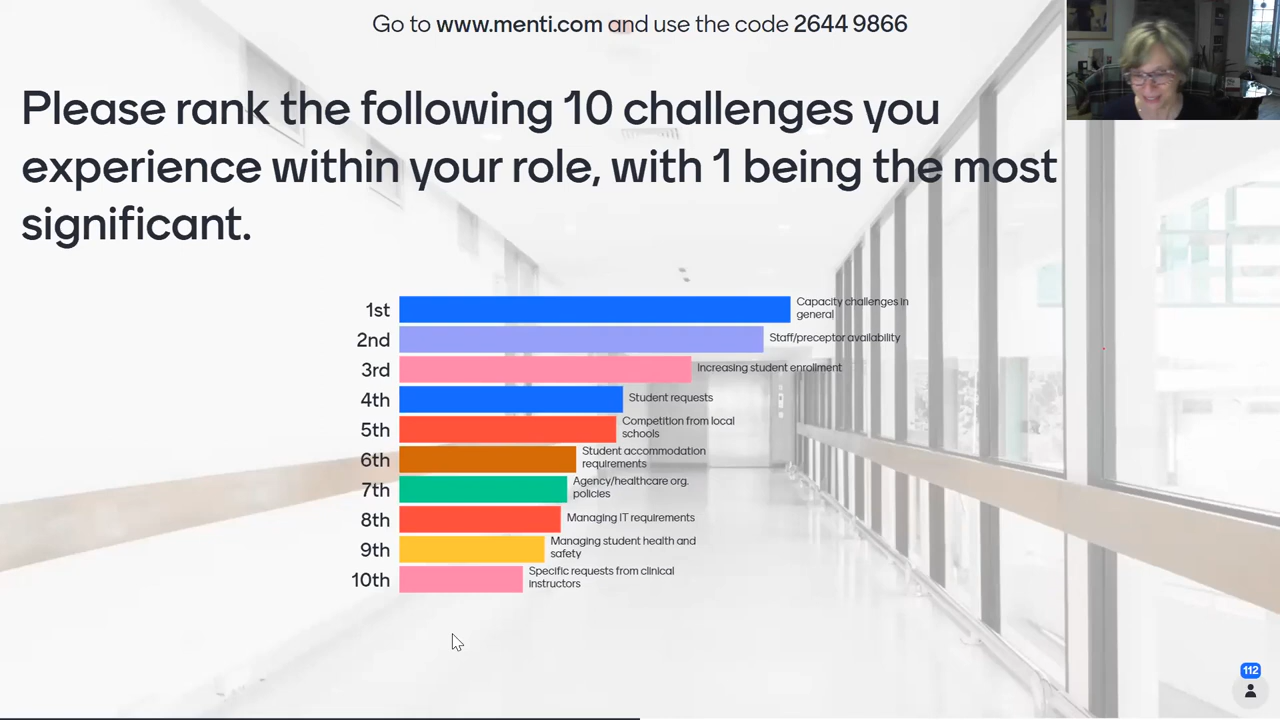 Go to www.menti.com and use the code 2644 9866
Please rank the following 10 challenges you
experience within your role, with 1 being the most
significant.
1st
Capacity challenges in
general
2nd
Staff/preceptor availability
3rd
Increasing student enrollment
4th
Student requests
5th
Competition from local
schools
6th
Student accommodation
requirements
7th
Agency/healthcare org.
policies
8th
Managing IT requirements
9th
Managing student health and
safety
10th
Specific requests from clinical
instructors
112